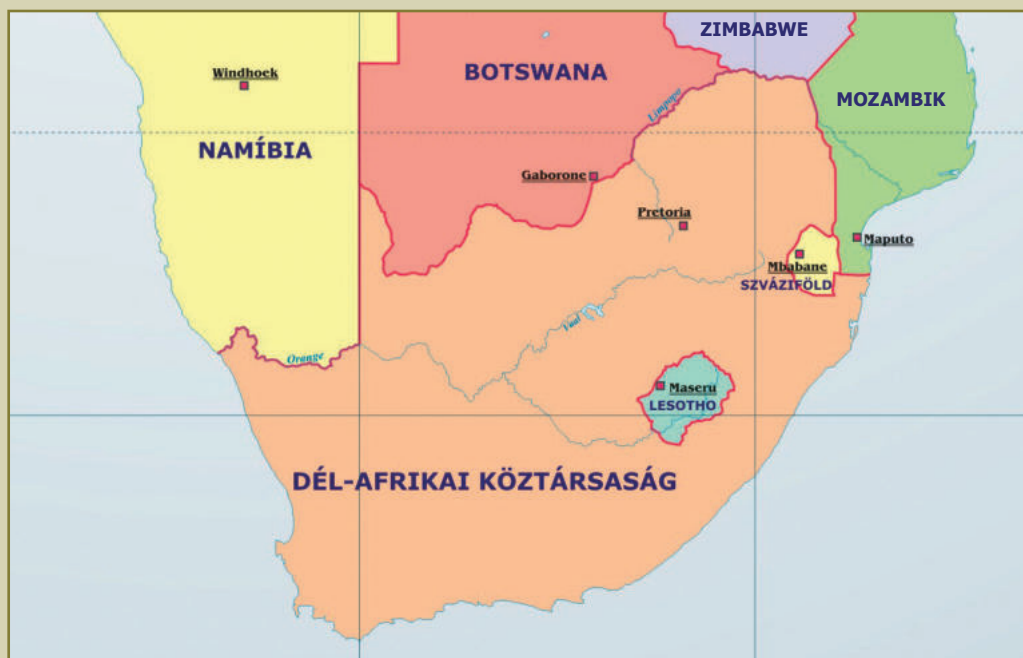 ZIMBABWE
Windhoek
BOTSWANA
MOZAMBIK
Limpopo
NAMÍBIA
Gaborone
Pretoria
Maputo
Mbabane
SZVÁZIFÖLD
Vaal
Orange
Maseru
LESOTHO
DÉL-AFRIKAI KÖZTÁRSASÁG